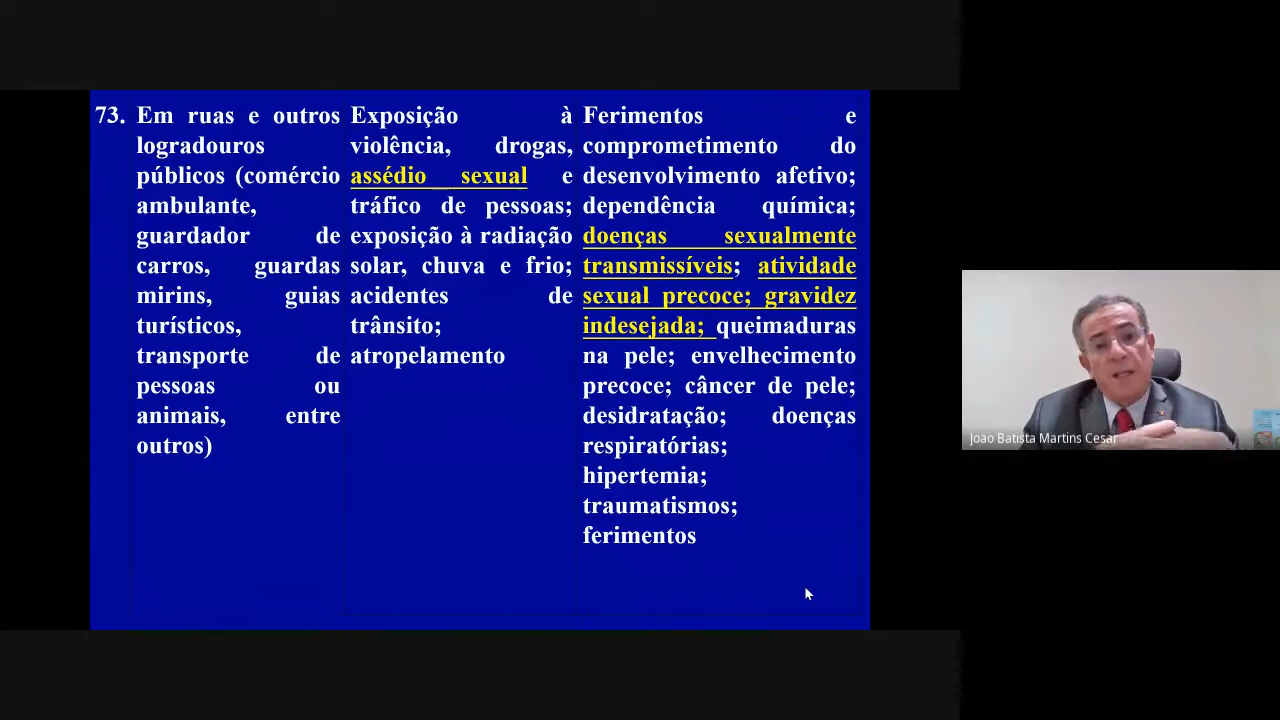 73.
Em ruas e outros
logradouros
públicos (comércio
ambulante,
guardador de
carros, guardas
mirins, guias
turísticos,
transporte de
pessoas ou
animais, entre
outros)
Exposição à
violência, drogas,
assédio sexual e
tráfico de pessoas;
exposição à radiação
solar, chuva e frio;
acidentes de
trânsito;
atropelamento
Ferimentos e
comprometimento do
desenvolvimento afetivo;
dependência química;
doenças sexualmente
transmissíveis; atividade
sexual precoce; gravidez
indesejada; queimaduras
na pele; envelhecimento
precoce; câncer de pele;
desidratação; doenças
respiratórias;
hipertemia;
traumatismos;
ferimentos
Joao Batista Martins Cesar